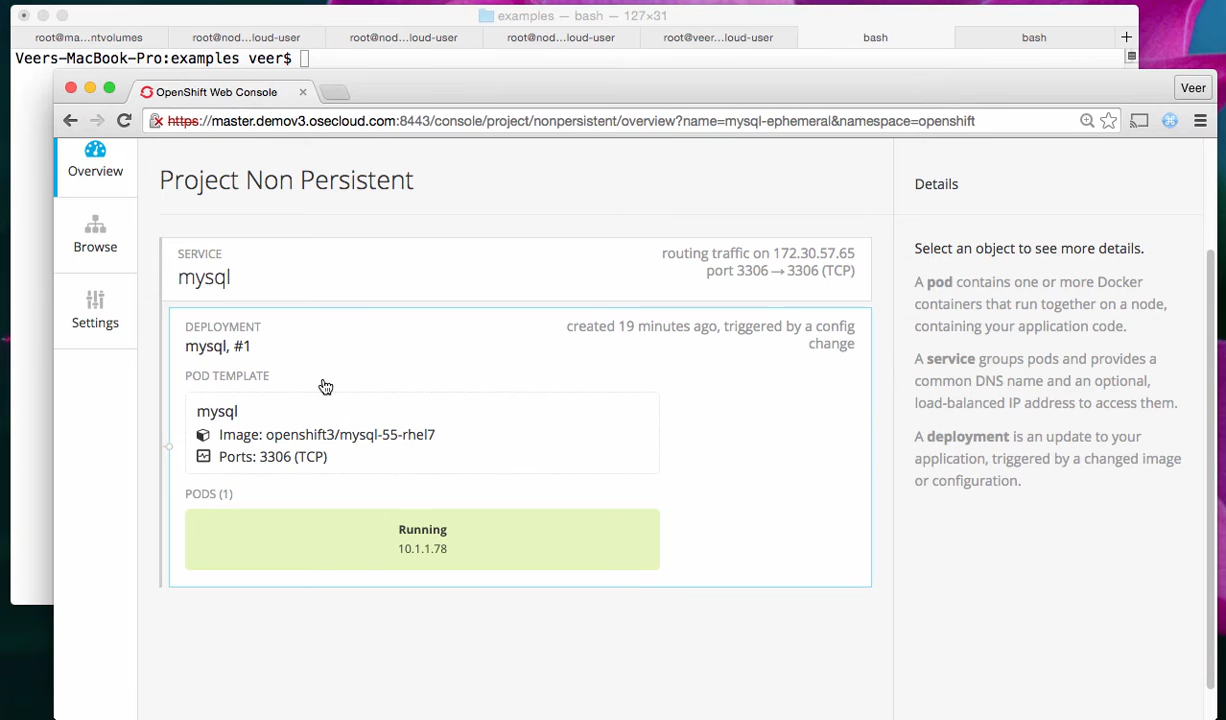 examples — bash — 127×31
root@ma...ntvolumes
root@nod...loud-user
root@nod...loud-user
root@nod...loud-user
root@veer...loud-user
bash
bash
Veers-MacBook-Pro:examples veer$
OpenShift Web Console
Veer
https://master.demov3.osecloud.com:8443/console/project/nonpersistent/overview?name=mysql-ephemeral&namespace=openshift
Overview
Browse
Settings
Project Non Persistent
SERVICE
mysql
routing traffic on 172.30.57.65
port 3306 → 3306 (TCP)
DEPLOYMENT
mysql, #1
created 19 minutes ago, triggered by a config
change
POD TEMPLATE
mysql
Image: openshift3/mysql-55-rhel7
Ports: 3306 (TCP)
PODS (1)
Running
10.1.1.78
Details
Select an object to see more details.
A pod contains one or more Docker
containers that run together on a node,
containing your application code.
A service groups pods and provides a
common DNS name and an optional,
load-balanced IP address to access them.
A deployment is an update to your
application, triggered by a changed image
or configuration.